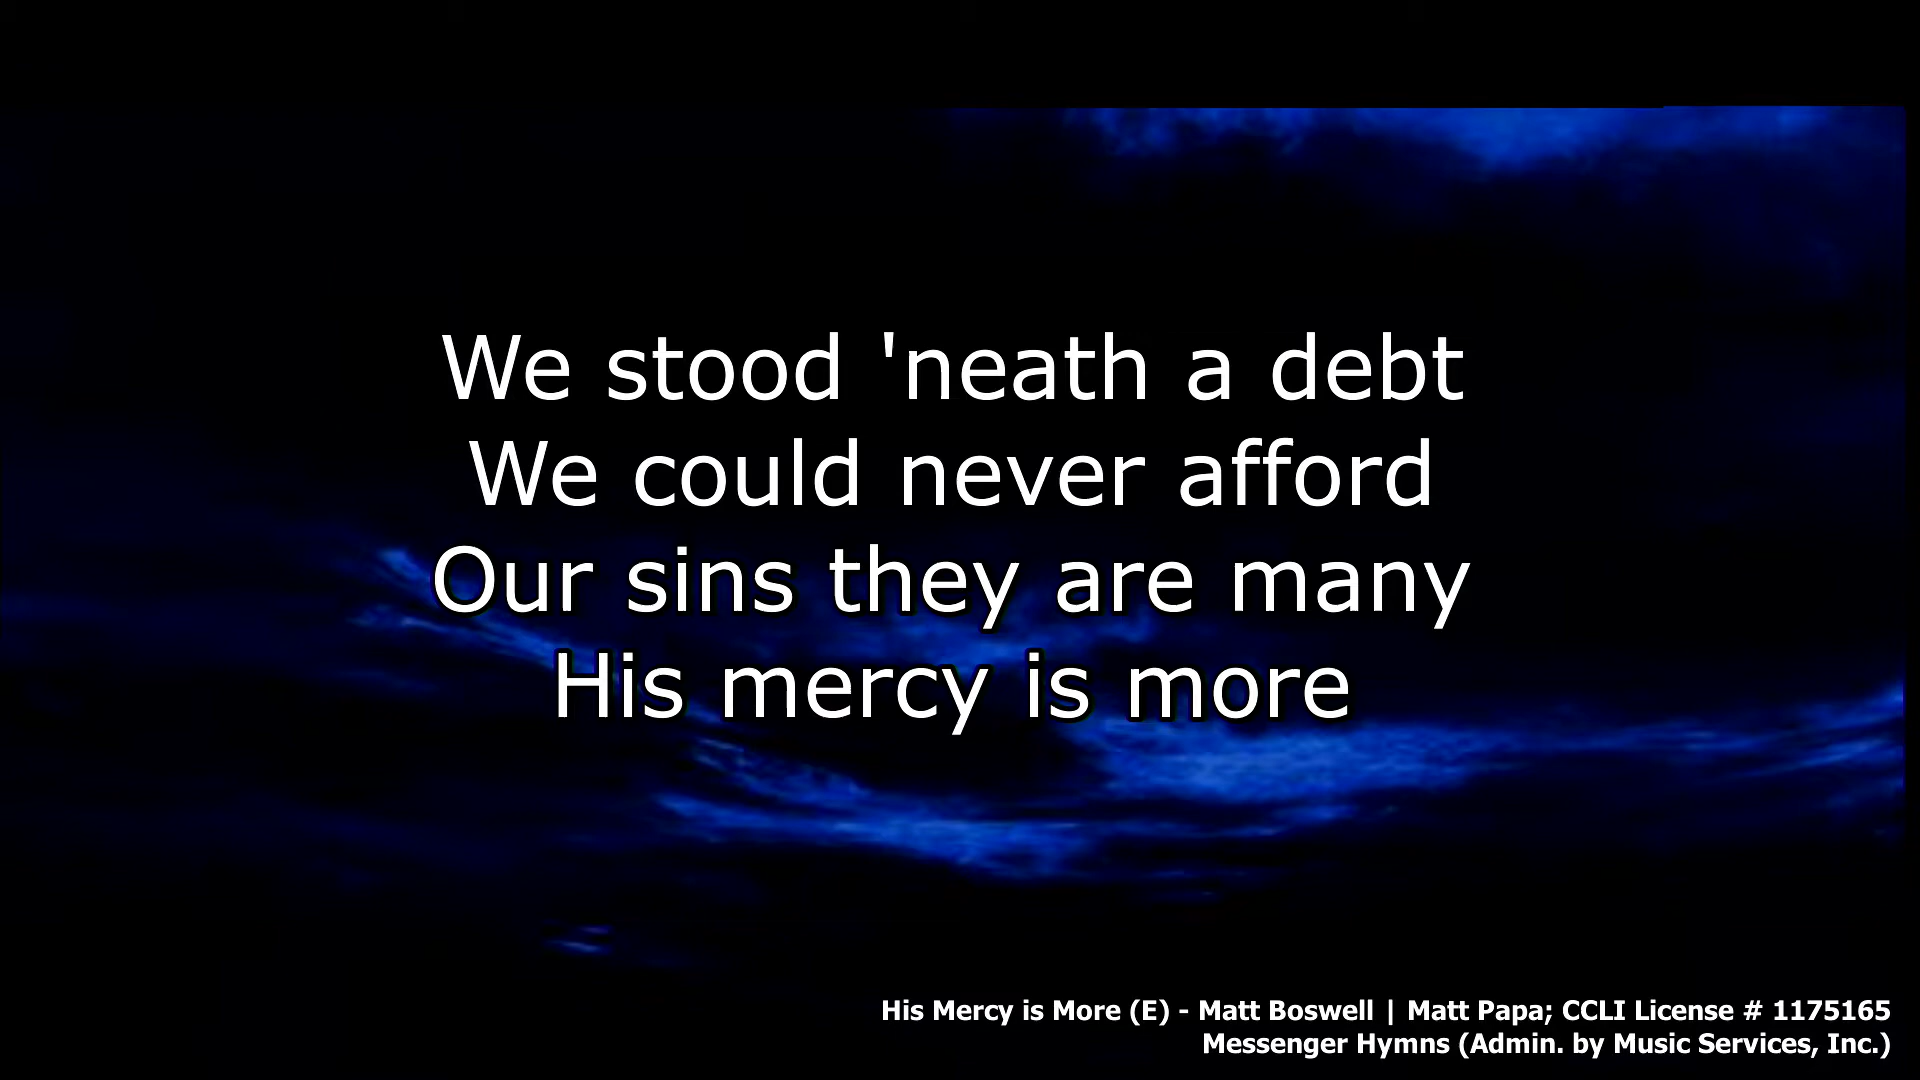 We stood 'neath a debt
We could never afford
Our sins they are many
His mercy is more
His Mercy is More (E) - Matt Boswell | Matt Papa; CCLI License # 1175165
Messenger Hymns (Admin. by Music Services, Inc.)